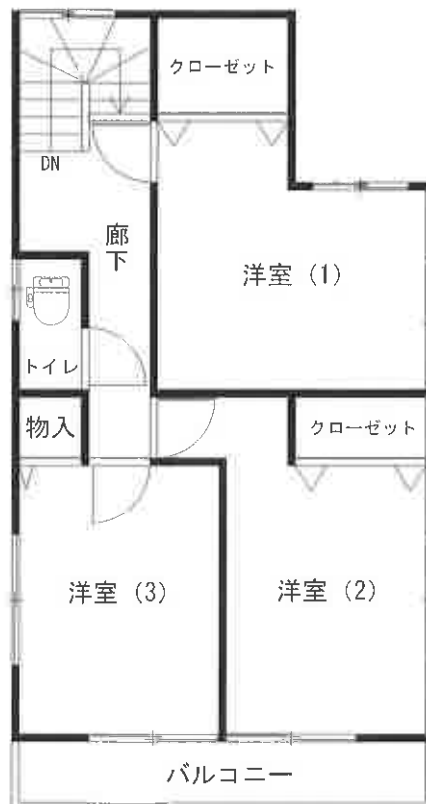 クローゼット
DN
廊下
洋室（1）
トイレ
物入
クローゼット
洋室（3）
洋室（2）
バルコニー